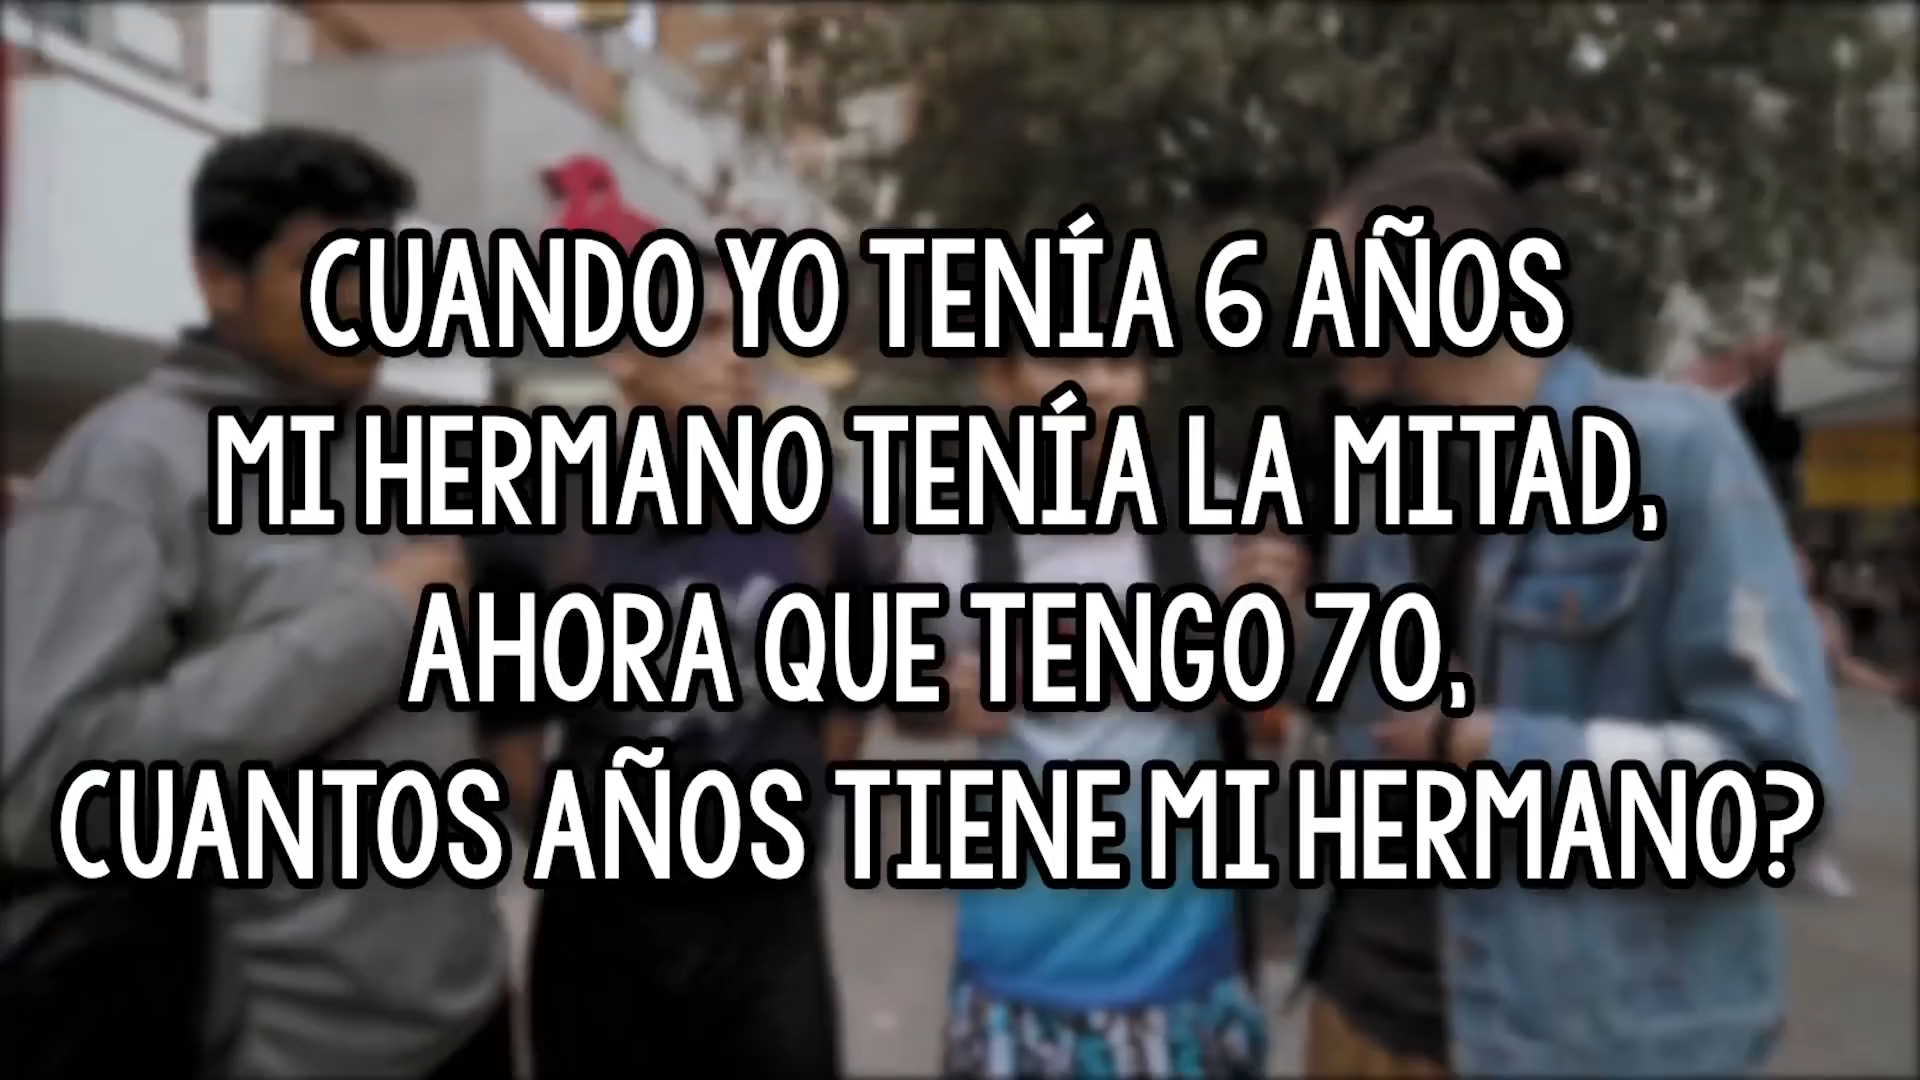 CUANDO YO TENÍA 6 AÑOS
MI HERMANO TENÍA LA MITAD,
AHORA QUE TENGO 70,
CUANTOS AÑOS TIENE MI HERMANO?